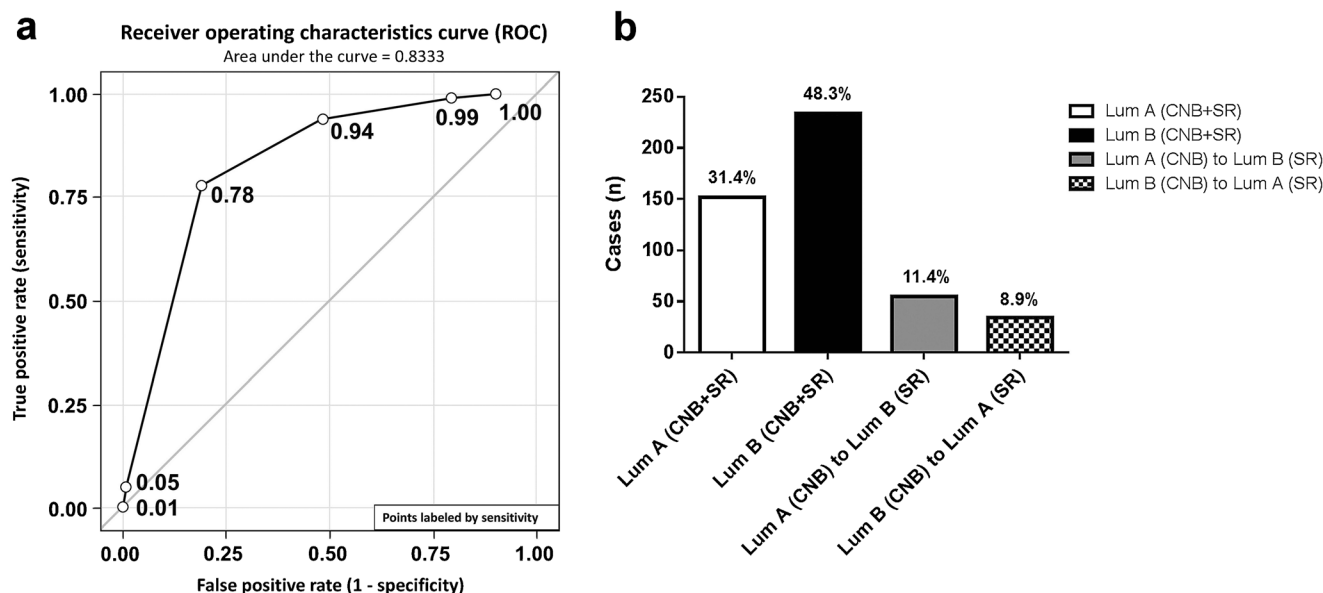 a
Receiver operating characteristics curve (ROC)
Area under the curve = 0.8333
True positive rate (sensitivity)
1.00
0.75
0.50
0.25
0.00
1.00
0.99
0.94
0.78
0.05
0.01
Points labeled by sensitivity
0.00 0.25 0.50 0.75 1.00
False positive rate (1 - specificity)
b
Cases (n)
250
200
150
100
50
0
31.4%
48.3%
11.4%
8.9%
Lum A (CNB+SR)
Lum B (CNB+SR)
Lum A (CNB) to Lum B (SR)
Lum B (CNB) to Lum A (SR)
Lum A (CNB+SR)
Lum B (CNB+SR)
Lum A (CNB) to Lum B (SR)
Lum B (CNB) to Lum A (SR)